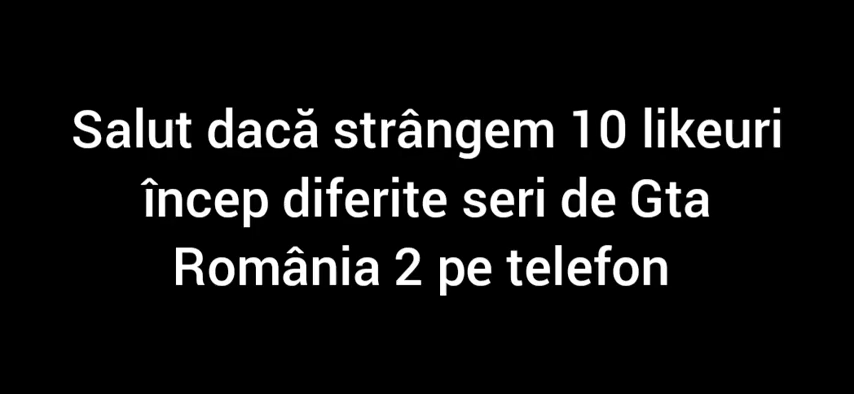 Salut dacă strângem 10 likeuri
încep diferite seri de Gta
România 2 pe telefon